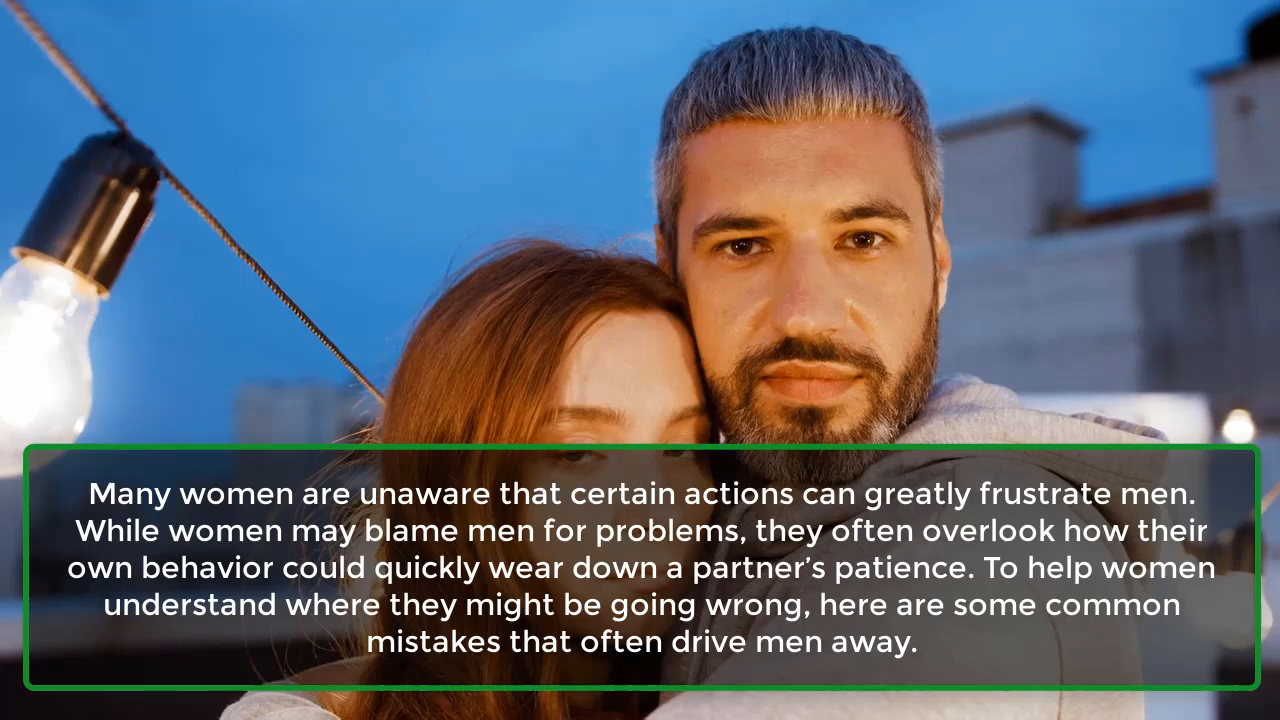 Many women are unaware that certain actions can greatly frustrate men.
While women may blame men for problems, they often overlook how their
own behavior could quickly wear down a partner’s patience. To help women
understand where they might be going wrong, here are some common
mistakes that often drive men away.